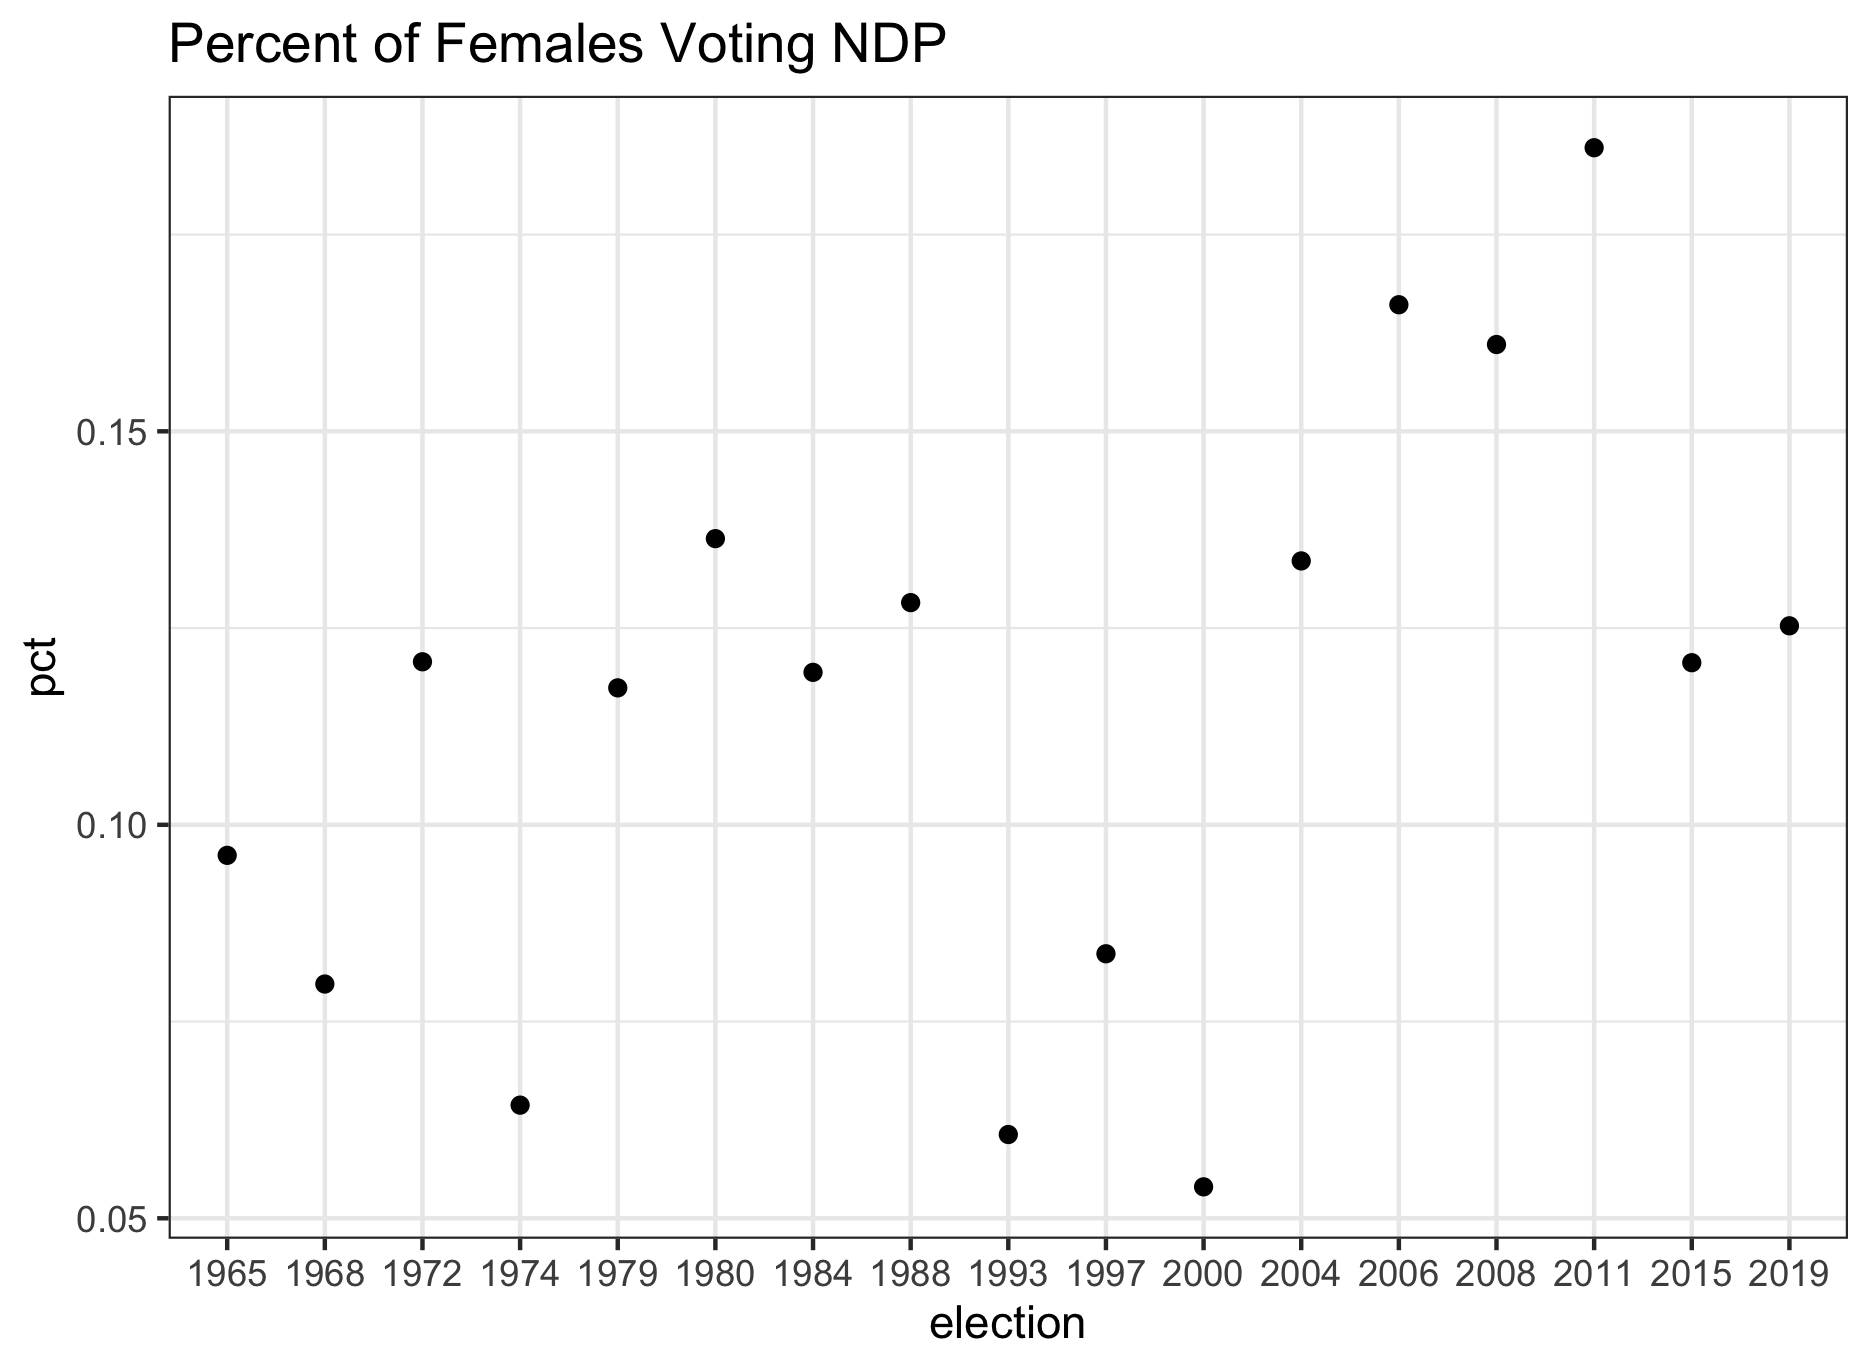 Percent of Females Voting NDP
pct
0.15
0.10
0.05
1965 1968 1972 1974 1979 1980 1984 1988 1993 1997 2000 2004 2006 2008 2011 2015 2019
election